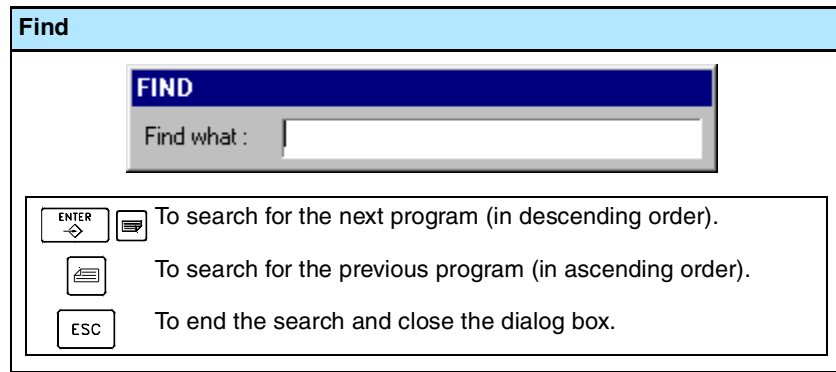 Find
FIND
Find what :
ENTER To search for the next program (in descending order).
To search for the previous program (in ascending order).
ESC To end the search and close the dialog box.